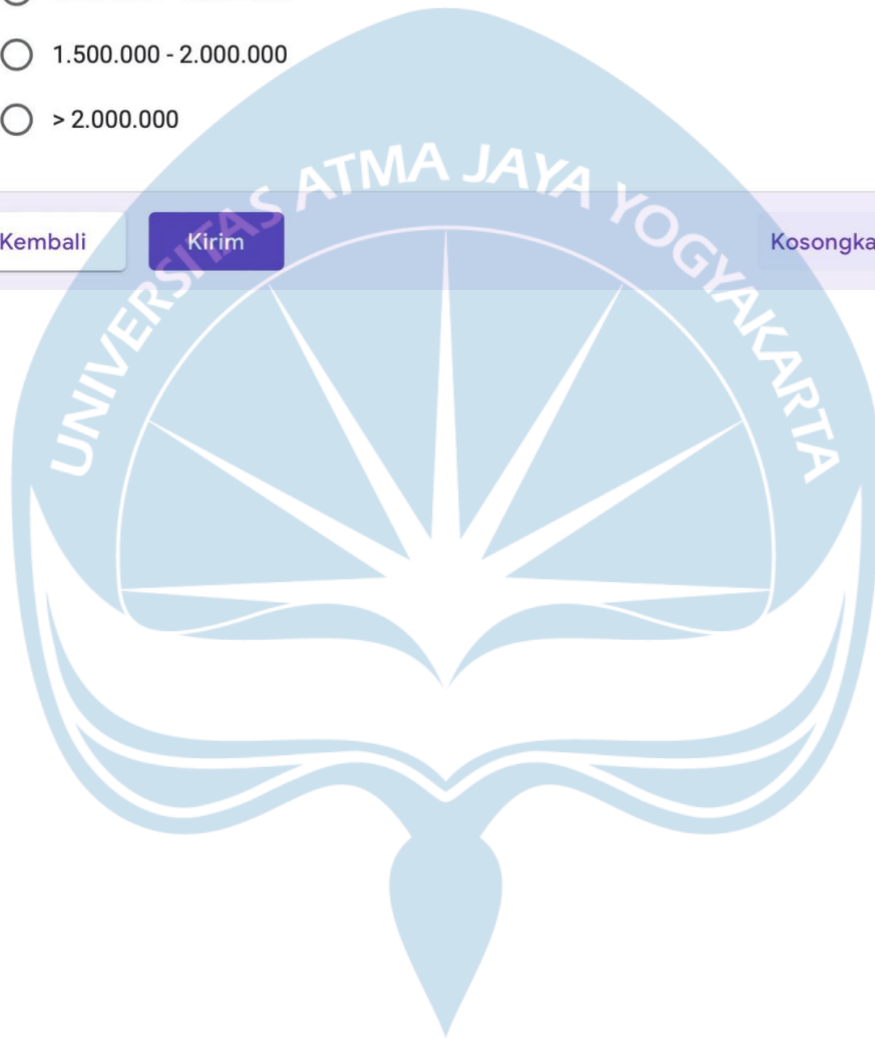 1.500.000 - 2.000.000
> 2.000.000
UNIVERSITAS ATMA JAYA YOGYAKARTA
Kembali
Kirim
Kosongka